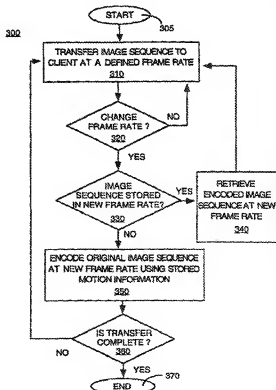 START
305
300
TRANSFER IMAGE SEQUENCE TO
CLIENT AT A DEFINED FRAME RATE
310
CHANGE
FRAME RATE ?
320
NO
YES
IMAGE
SEQUENCE STORED
IN NEW FRAME RATE?
330
YES
RETRIEVE
ENCODED IMAGE
SEQUENCE AT NEW
FRAME RATE
340
NO
ENCODE ORIGINAL IMAGE SEQUENCE
AT NEW FRAME RATE USING STORED
MOTION INFORMATION
350
IS TRANSFER
COMPLETE ?
360
NO
YES
370
END